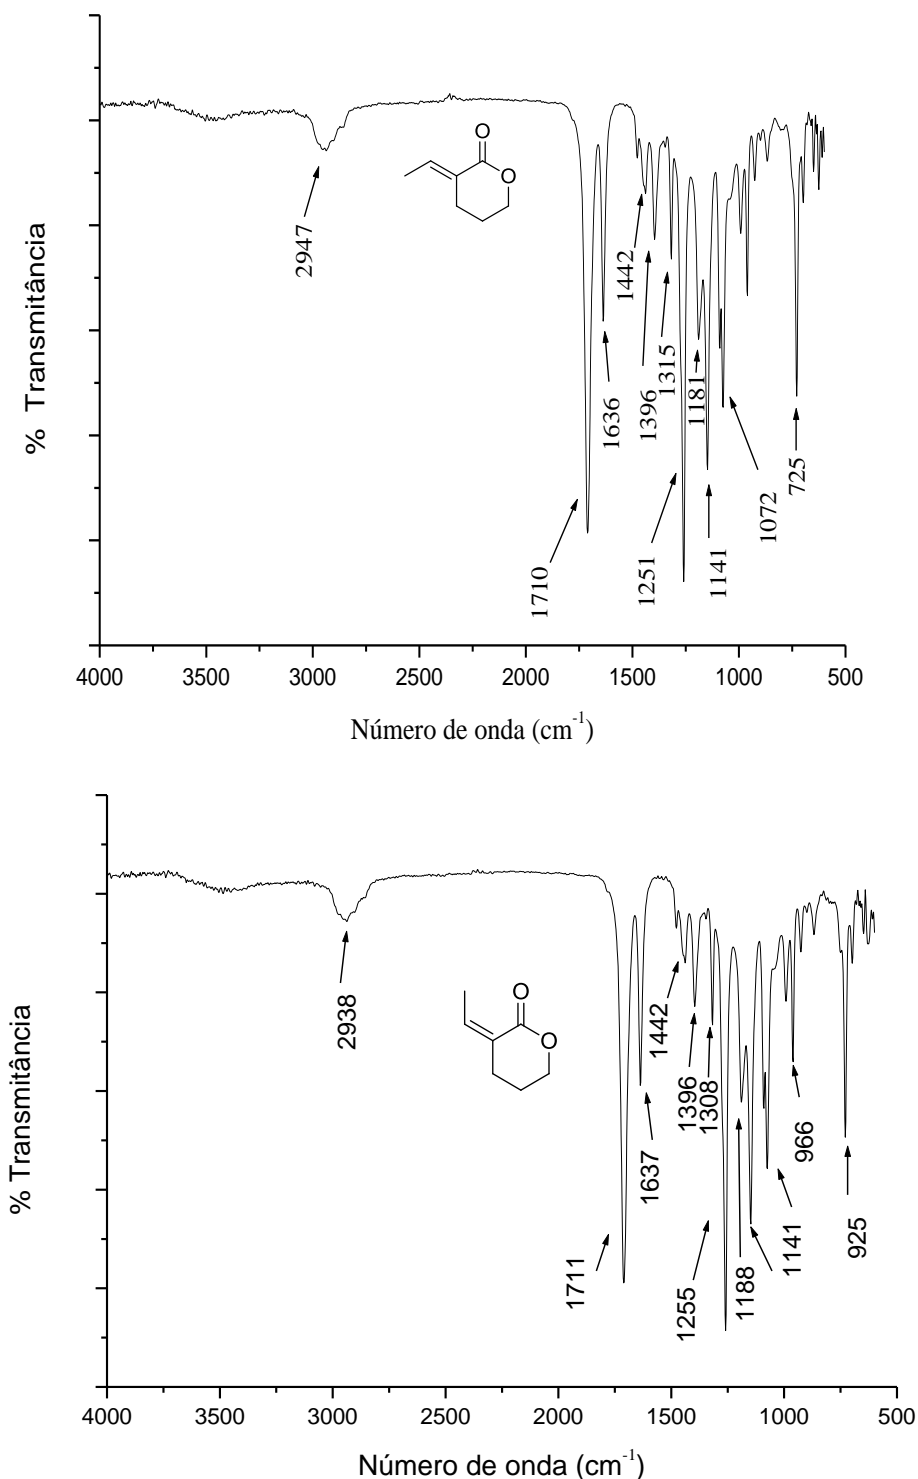 % Transmitância
O
O
2947
1710
1636
1442
1396
1315
1251
1181
1141
1072
725
4000 3500 3000 2500 2000 1500 1000 500
Número de onda (cm-1)
% Transmitância
O
O
2938
1711
1637
1442
1396
1308
1255
1188
1141
966
925
4000 3500 3000 2500 2000 1500 1000 500
Número de onda (cm-1)